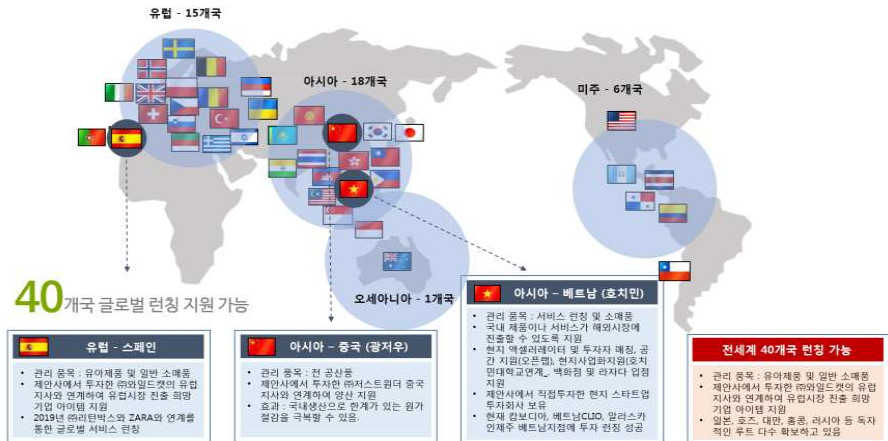 유럽 - 15개국
아시아 - 18개국
미주 - 6개국
오세아니아 - 1개국
40개국 글로벌 런칭 지원 가능
유럽 - 스페인
• 관리 품목 : 유아제품 및 일반 소매품
• 제안사에서 투자한 ㈜와일드캣의 유럽
지사와 연계하여 유럽시장 진출 희망
기업 아이템 지원
• 2019년 ㈜리틴박스와 ZARA와 연계를
통한 글로벌 서비스 런칭
아시아 – 중국 (광저우)
• 관리 품목 : 전 공산품
• 제안사에서 투자한 ㈜저스트원더 중국
지사와 연계하여 양산 지원
• 효과 : 국내생산으로 한계가 있는 원가
절감을 극복할 수 있음.
아시아 – 베트남 (호치민)
• 관리 품목 : 서비스 런칭 및 소매품
• 국내 제품이나 서비스가 해외시장에
진출할 수 있도록 지원
• 현지 액셀러레이터 및 투자자 매칭, 공
간 지원(오픈랩), 현지사업화지원(호치
민대학교연계_, 백화점 및 라자다 입점
지원
• 제안사에서 직접투자한 현지 스타트업
투자회사 보유
• 현재 캄보디아, 베트남CLIO, 알라스카
인제주 베트남지점에 투자 런칭 성공
전세계 40개국 런칭 가능
• 관리 품목 : 유아제품 및 일반 소매품
• 제안사에서 투자한 ㈜와일드캣의 유럽
지사와 연계하여 유럽시장 진출 희망
기업 아이템 지원
• 일본, 호즈, 대만, 홍콩, 러시아 등 독자
적인 루트 다수 확보하고 있음